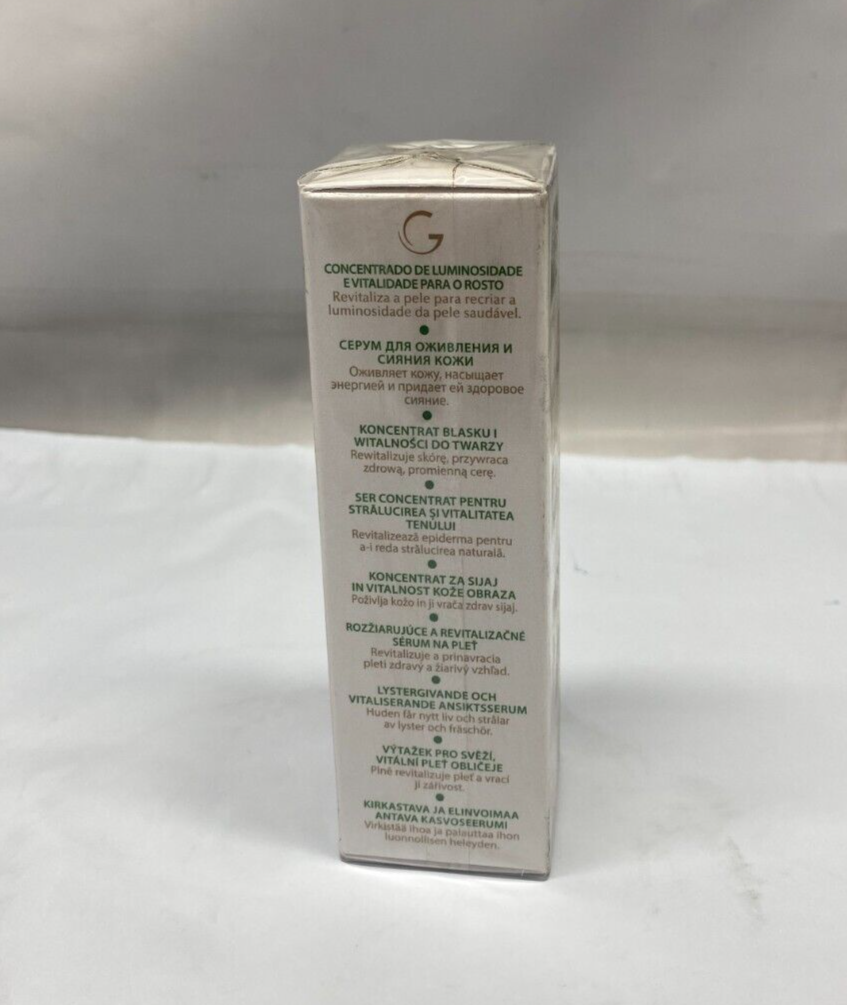 G
CONCENTRADO DE LUMINOSIDADE
E VITALIDADE PARA O ROSTO
Revitaliza a pele para recriar a
luminosidade da pele saudável.
СЕРУМ ДЛЯ ОЖИВЛЕНИЯ И
СИЯНИЯ КОЖИ
Оживляет кожу, насыщает
энергией и придает ей здоровое
сияние.
KONCENTRAT BLASKU I
WITALNOŚCI DO TWARZY
Rewitalizuje skórę, przywraca
zdrową, promienną cerę.
SER CONCENTRAT PENTRU
STRĂLUCIREA ŞI VITALITATEA
TENULUI
Revitalizează epiderma pentru
a-i reda strălucirea naturală.
KONCENTRAT ZA SIJAJ
IN VITALNOST KOŽE OBRAZA
Poživlja kožo in ji vrača zdrav sijaj.
ROZŽIARUJÚCE A REVITALIZAČNÉ
SÉRUM NA PLEŤ
Revitalizuje a prinavracia
pleti zdravý a žiarivý vzhľad.
LYSTERGIVANDE OCH
VITALISERANDE ANSIKTSSERUM
Huden får nytt liv och strålar
av lyster och fräschör.
VÝTAŽEK PRO SVĚŽÍ,
VITÁLNÍ PLEŤ OBLIČEJE
Plně revitalizuje pleť a vrací
jí zářivost.
KIRKASTAVA JA ELINVOIMAA
ANTAVA KASVOSEERUMI
Virkistää ihoa ja palauttaa ihon
luonnollisen heleyden.